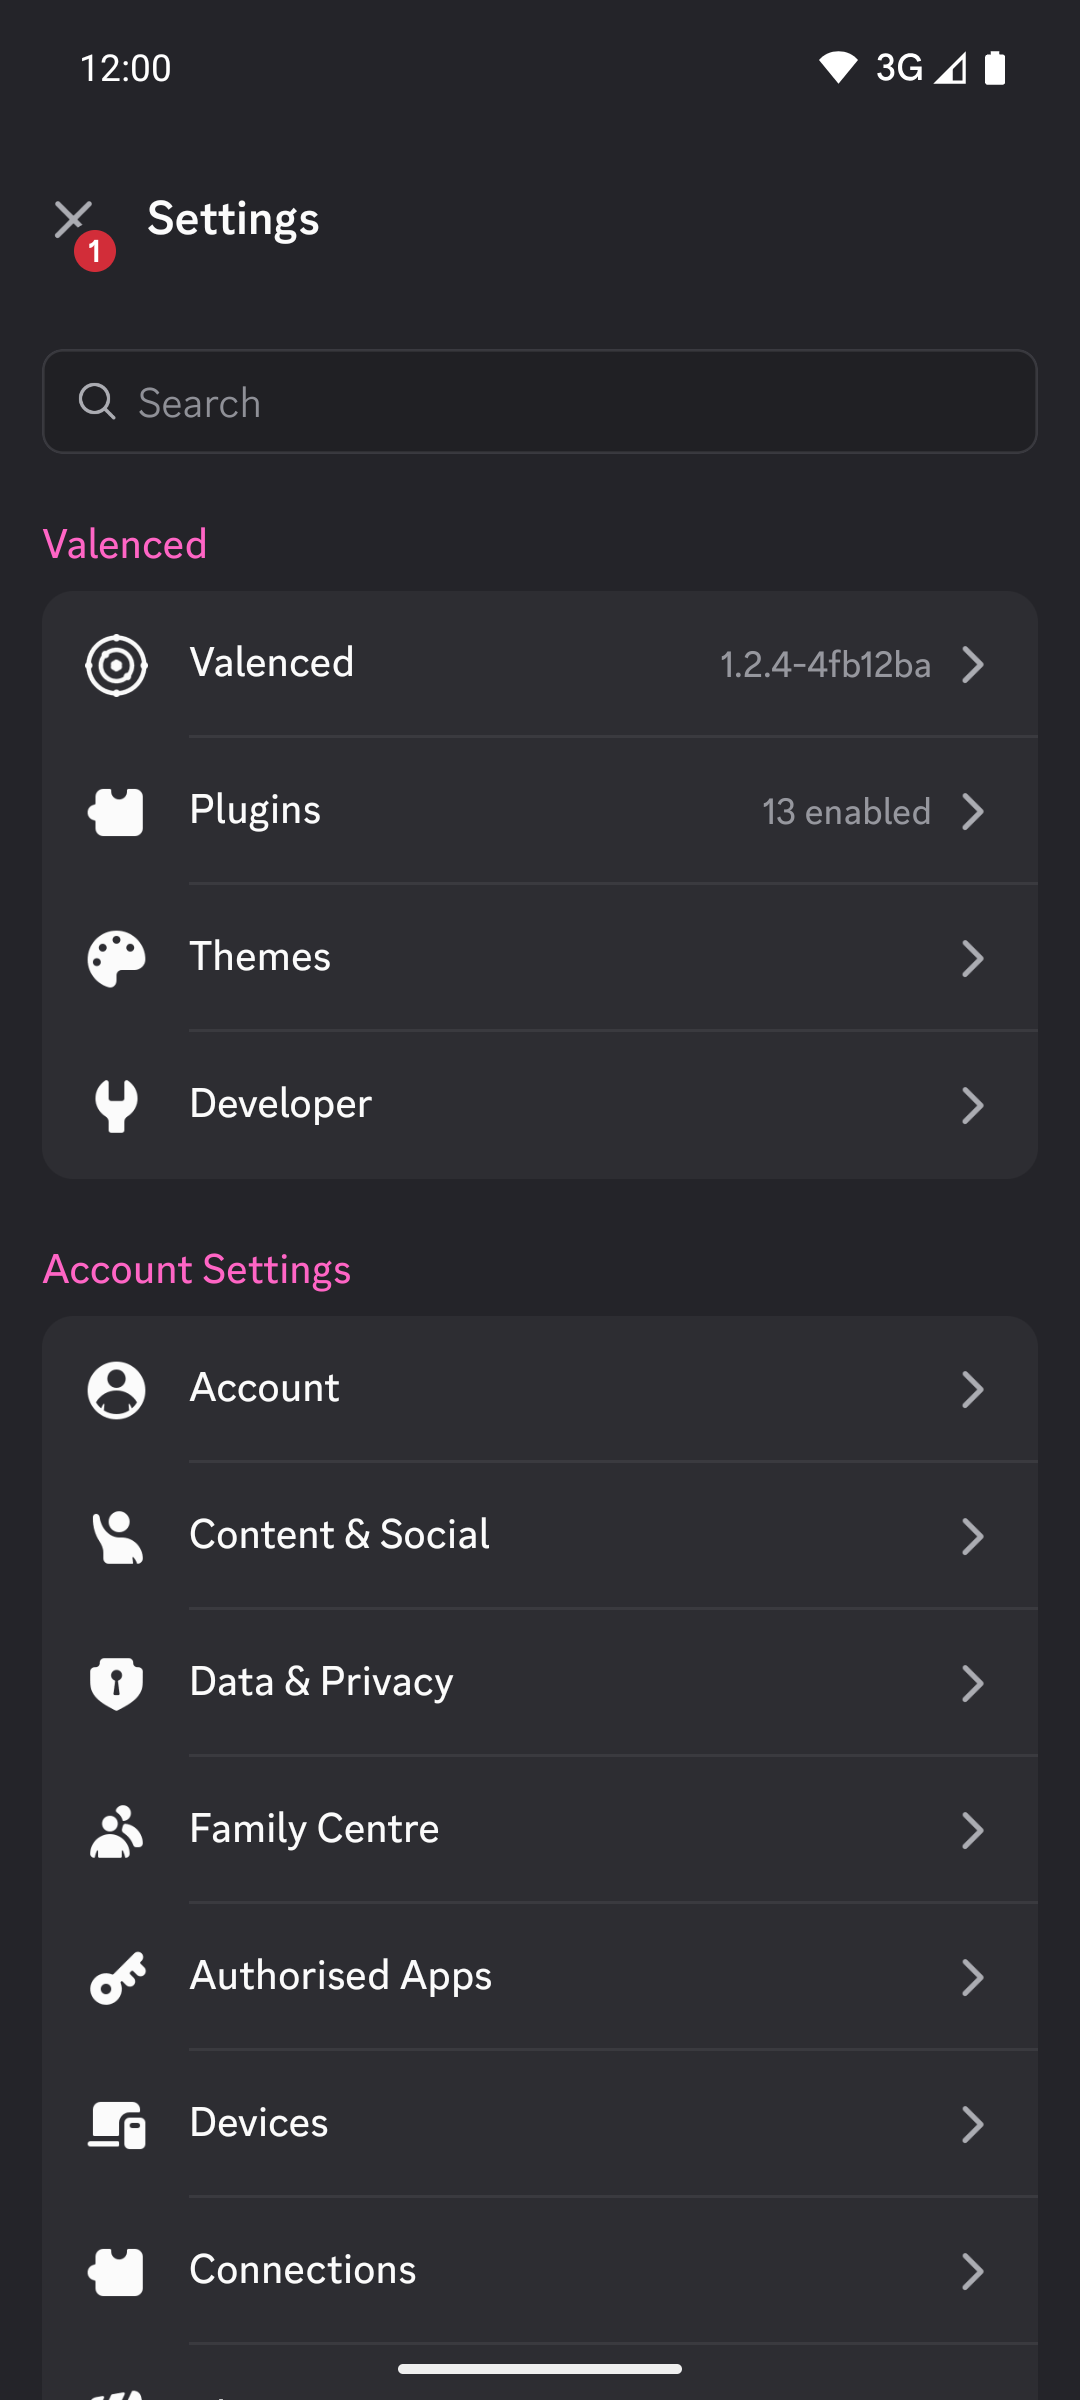 12:00
3G
Settings
1
Search
Valenced
Valenced
1.2.4-4fb12ba
Plugins
13 enabled
Themes
Developer
Account Settings
Account
Content & Social
Data & Privacy
Family Centre
Authorised Apps
Devices
Connections